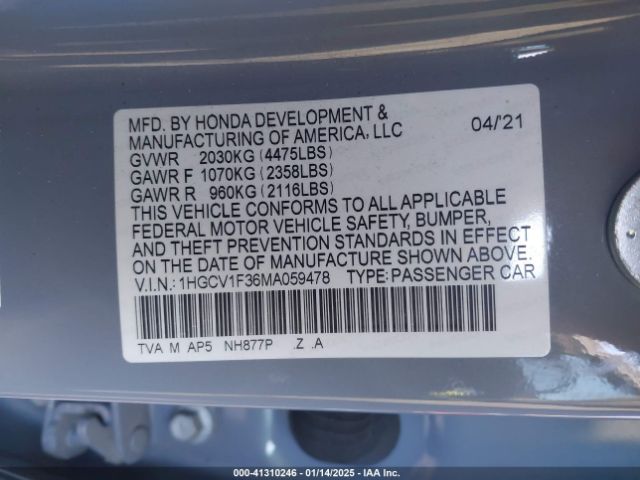 MFD. BY HONDA DEVELOPMENT &
MANUFACTURING OF AMERICA, LLC 04/21
GVWR 2030KG (4475LBS)
GAWR F 1070KG (2358LBS)
GAWR R 960KG (2116LBS)
THIS VEHICLE CONFORMS TO ALL APPLICABLE
FEDERAL MOTOR VEHICLE SAFETY, BUMPER,
AND THEFT PREVENTION STANDARDS IN EFFECT
ON THE DATE OF MANUFACTURE SHOWN ABOVE.
V.I.N.: 1HGCV1F36MA059478 TYPE: PASSENGER CAR
TVA M AP5 NH877P .Z .A
000-41310246 - 01/14/2025 - IAA Inc.